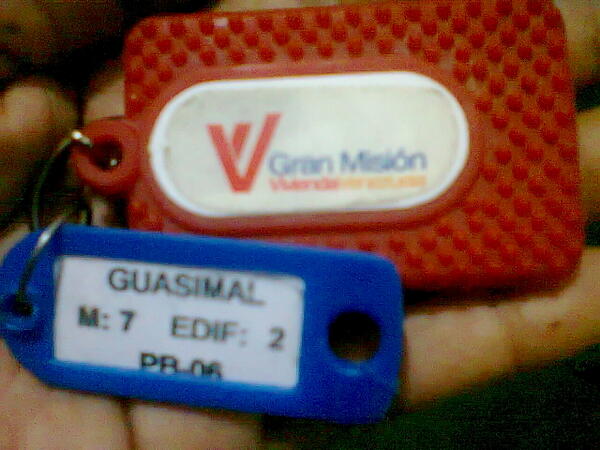 Gran Misión
Vivienda Venezuela
GUASIMAL
M: 7 EDIF: 2
PB-06